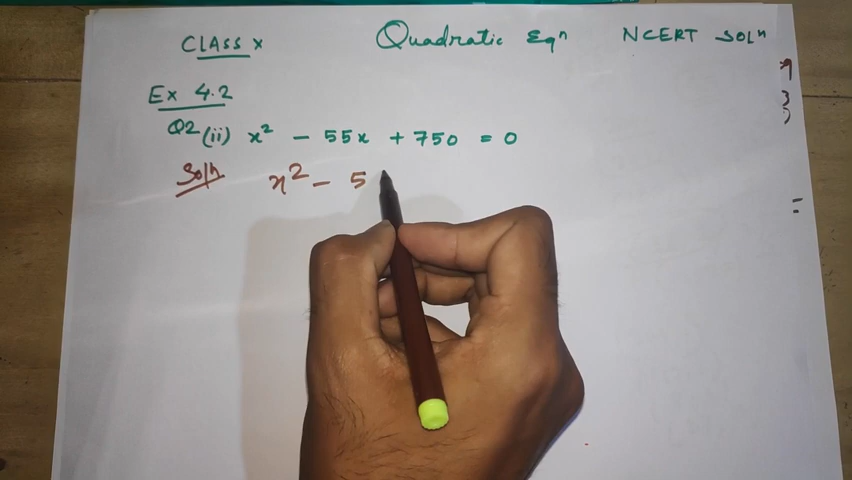 CLASS X Quadratic Eqⁿ NCERT SOLⁿ
Ex 4.2
Q2 (ii) x² - 55x + 750 = 0
Solⁿ x² - 5